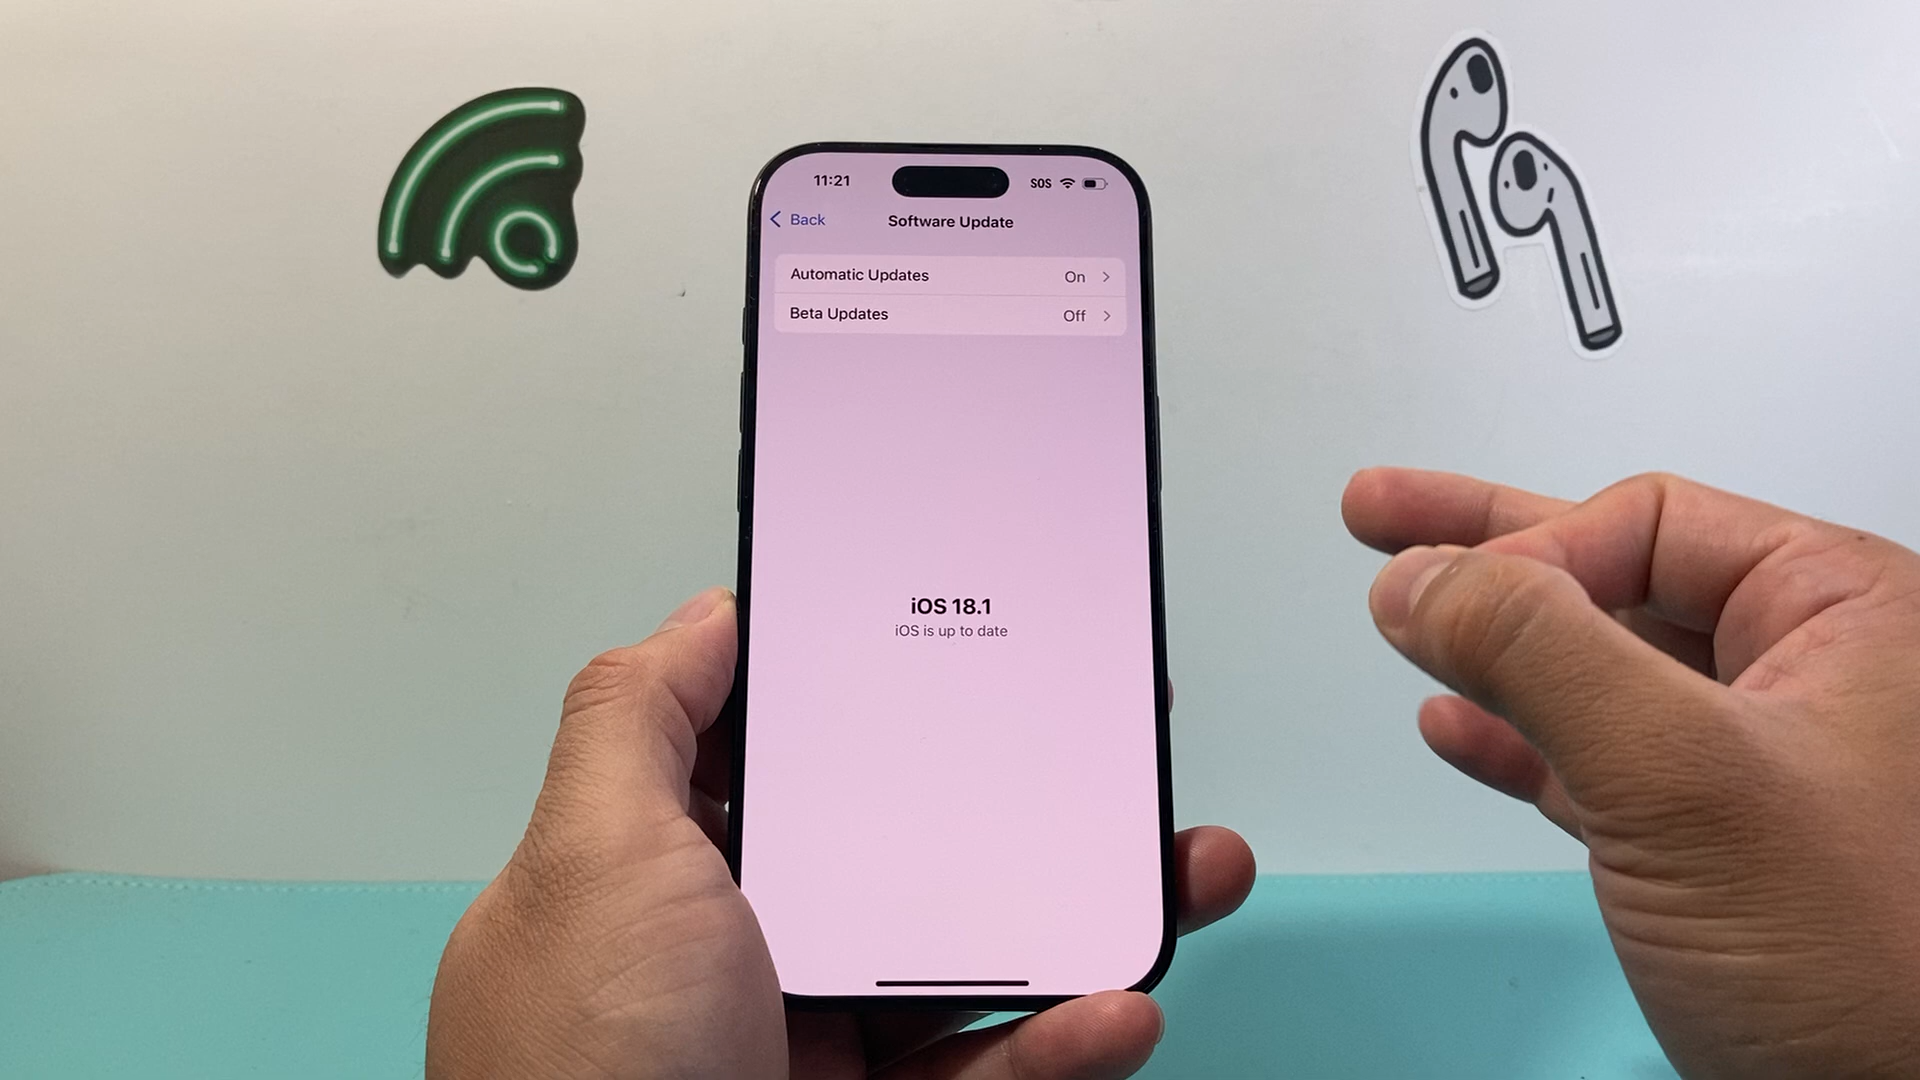 11:21
SOS
Back
Software Update
Automatic Updates On
Beta Updates Off
iOS 18.1
iOS is up to date